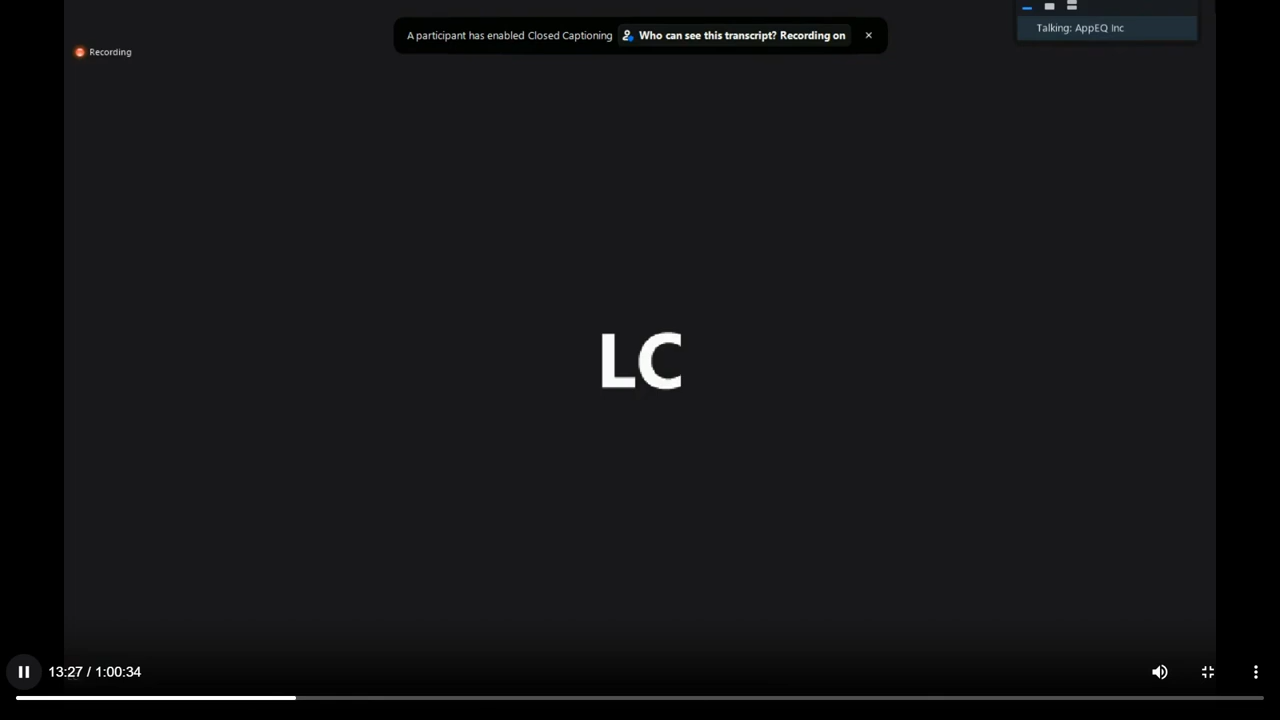 A participant has enabled Closed Captioning Who can see this transcript? Recording on
Talking: AppEQ Inc
Recording
LC
13:27 / 1:00:34